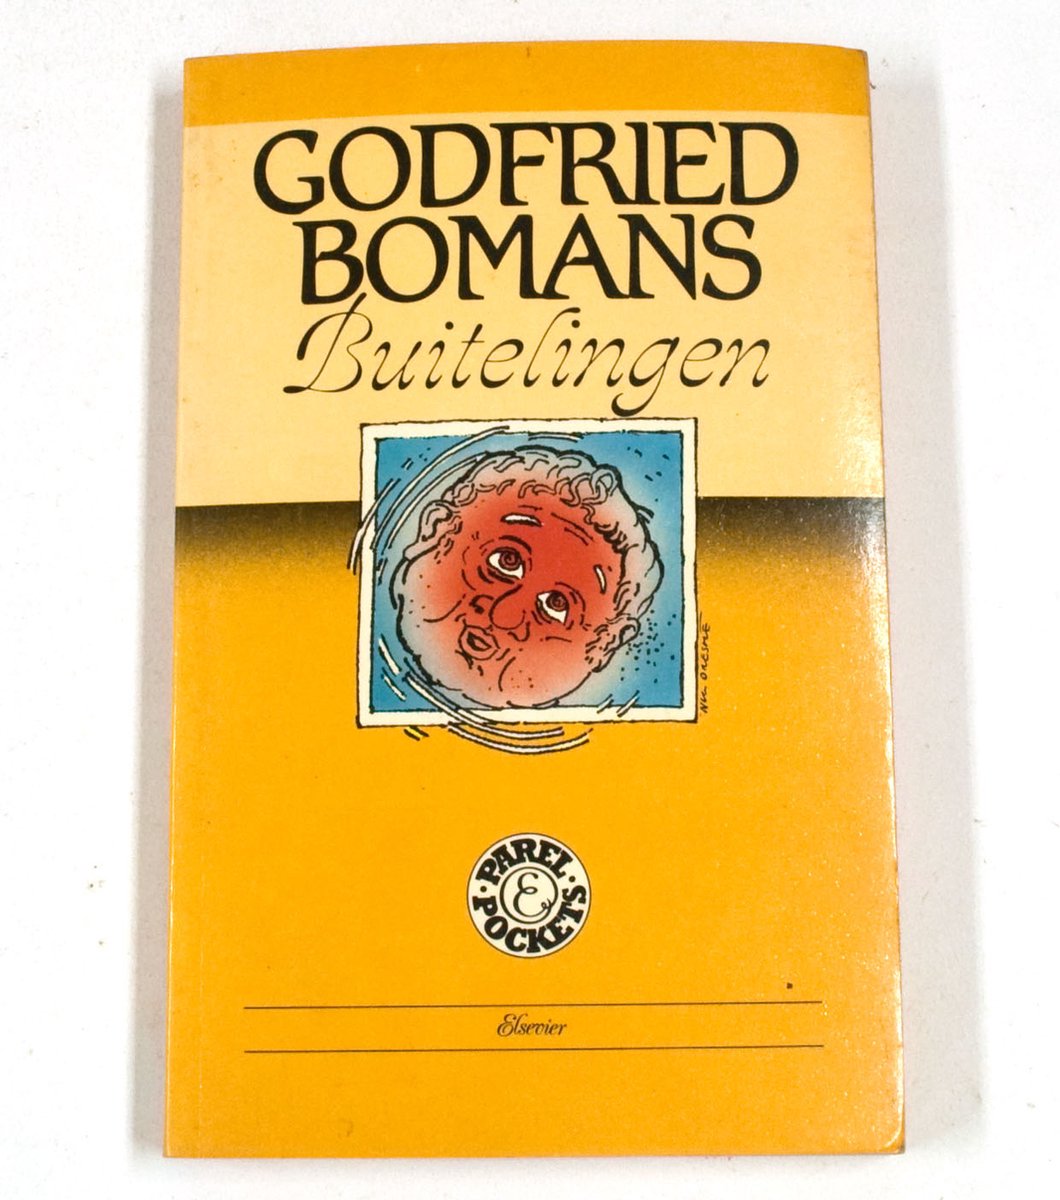 GODFRIED
BOMANS
Buitelingen
PAREL
POCKETS
E
Elsevier